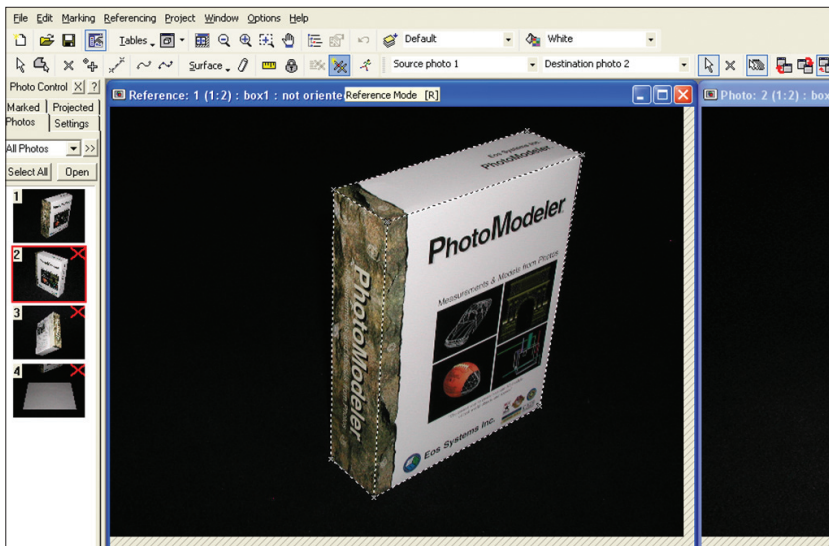 File Edit Marking Referencing Project Window Options Help
Tables Default White
Surface Source photo 1 Destination photo 2
Photo Control X ?
Marked Projected
Photos Settings
All Photos >>
Select All Open
1
2
3
4
Reference: 1 (1:2) : box1 : not oriente
Reference Mode [R]
Photo: 2 (1:2) : box
Eos Systems Inc.
PhotoModeler
PhotoModeler
Measurements & Models from Photos
PhotoModeler
Eos Systems Inc.